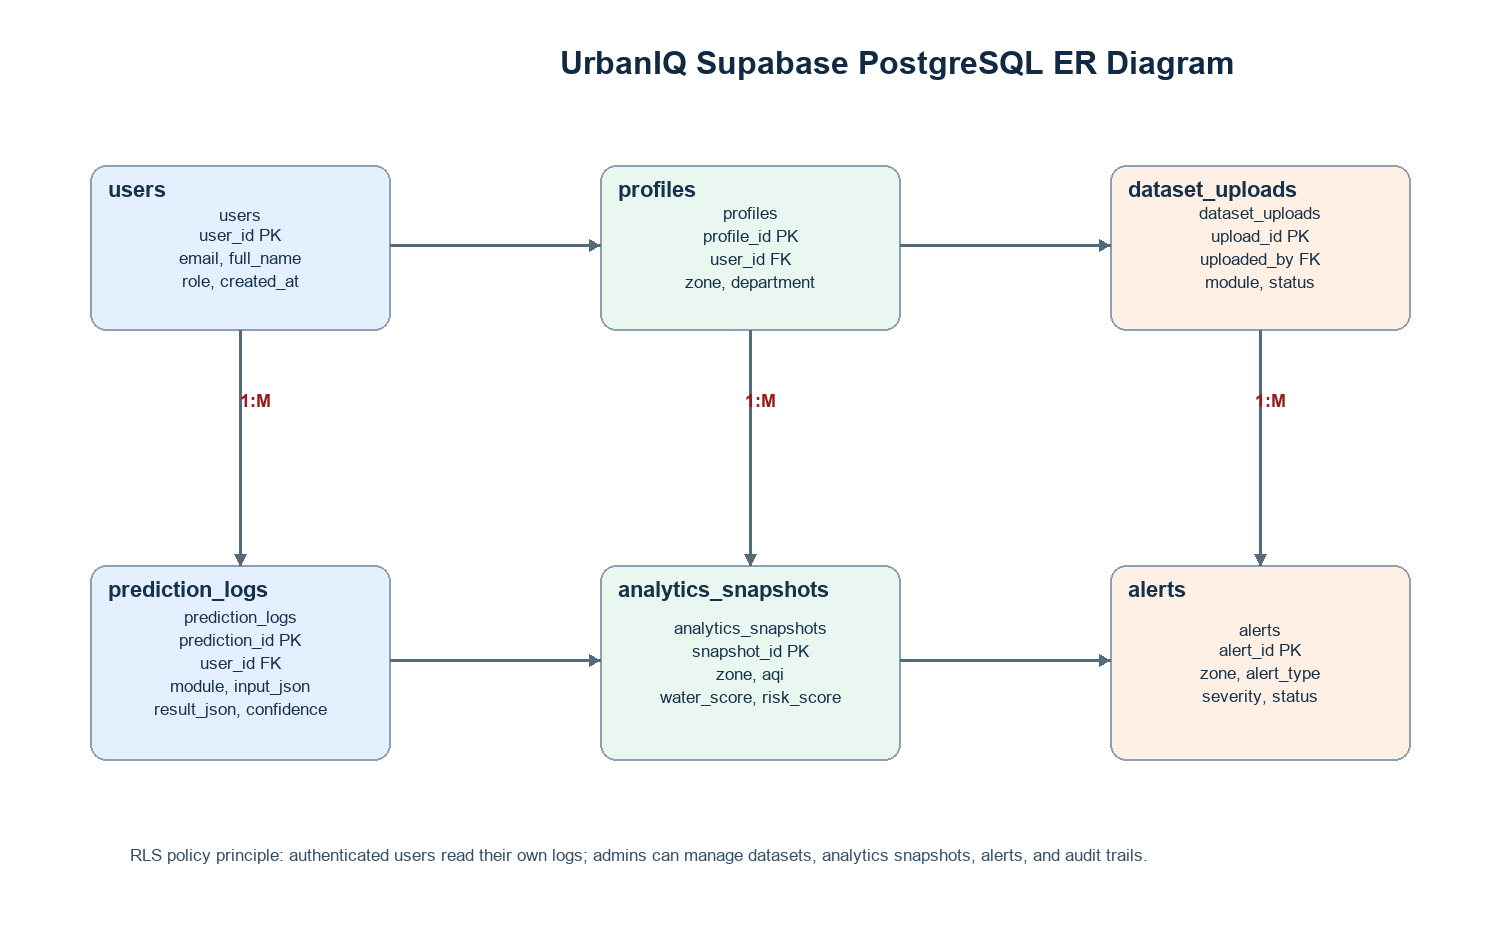 UrbanIQ Supabase PostgreSQL ER Diagram
users
users
user_id PK
email, full_name
role, created_at
profiles
profiles
profile_id PK
user_id FK
zone, department
dataset_uploads
dataset_uploads
upload_id PK
uploaded_by FK
module, status
1:M
1:M
1:M
prediction_logs
prediction_logs
prediction_id PK
user_id FK
module, input_json
result_json, confidence
analytics_snapshots
analytics_snapshots
snapshot_id PK
zone, aqi
water_score, risk_score
alerts
alerts
alert_id PK
zone, alert_type
severity, status
RLS policy principle: authenticated users read their own logs; admins can manage datasets, analytics snapshots, alerts, and audit trails.